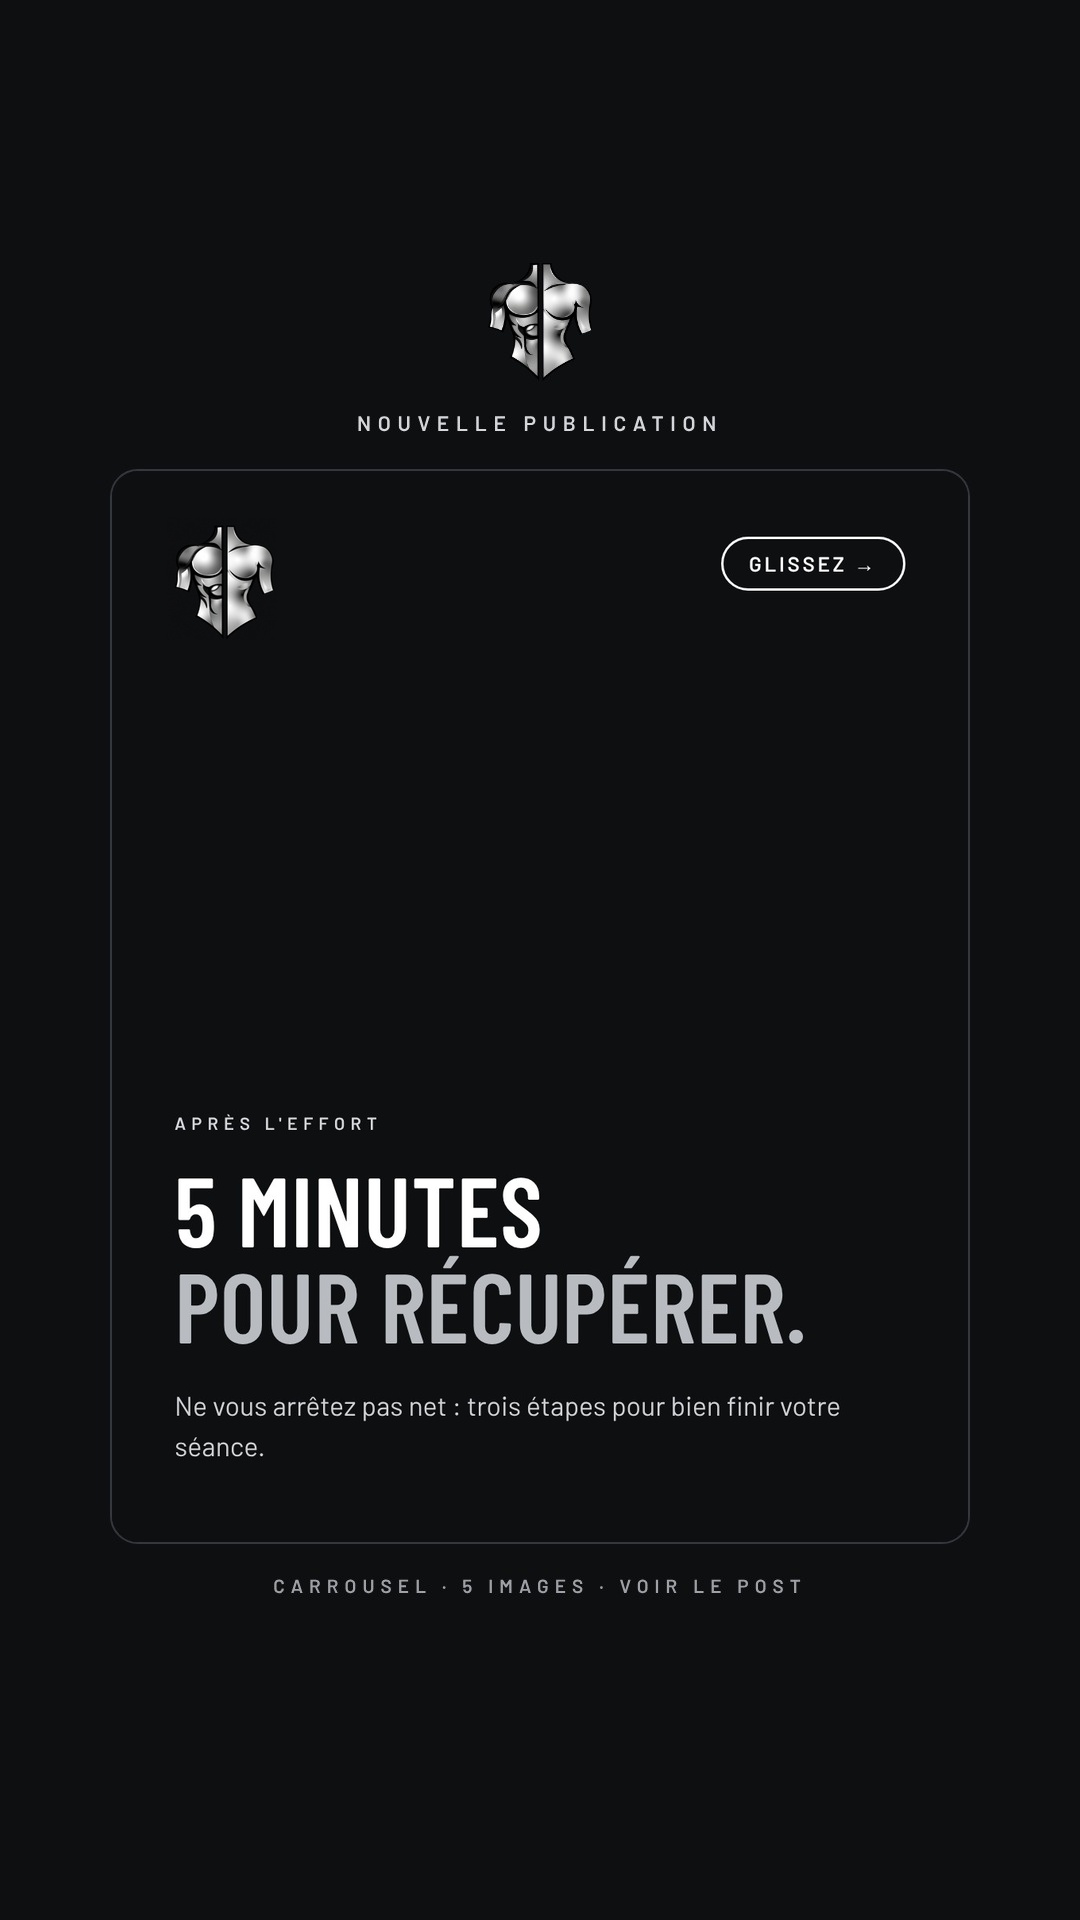 NOUVELLE PUBLICATION
GLISSEZ →
APRÈS L'EFFORT
5 MINUTES
POUR RÉCUPÉRER.
Ne vous arrêtez pas net : trois étapes pour bien finir votre
séance.
CARROUSEL · 5 IMAGES · VOIR LE POST